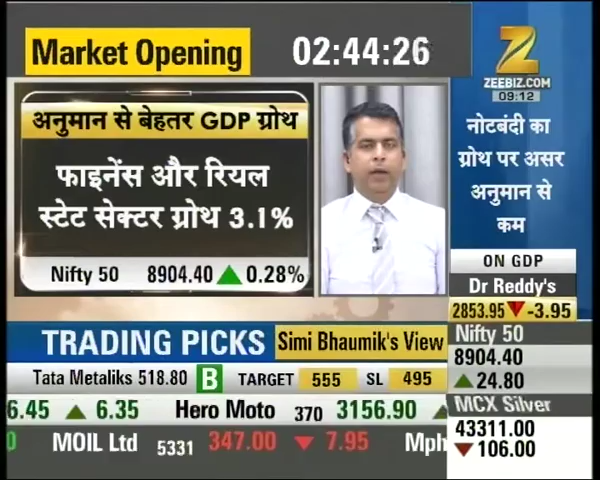 Market Opening
02:44:26
Z
ZEEBIZ.COM
09:12
अनुमान से बेहतर GDP ग्रोथ
फाइनेंस और रियल
स्टेट सेक्टर ग्रोथ 3.1%
Nifty 50 8904.40 0.28%
नोटबंदी का
ग्रोथ पर असर
अनुमान से
कम
ON GDP
Dr Reddy's
2853.95 -3.95
Nifty 50
8904.40
24.80
MCX Silver
43311.00
106.00
TRADING PICKS Simi Bhaumik's View
Tata Metaliks 518.80 B TARGET 555 SL 495
6.45 6.35 Hero Moto 370 3156.90
0 MOIL Ltd 5331 347.00 7.95 Mph